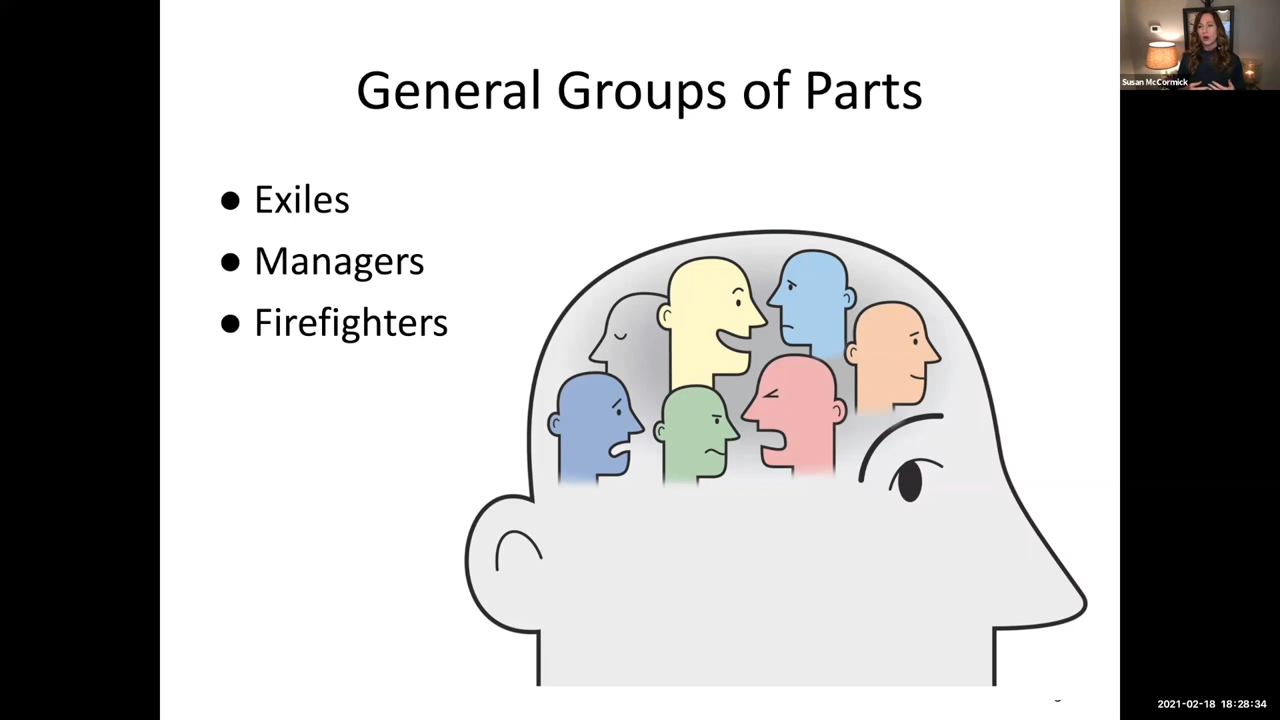 General Groups of Parts
● Exiles
● Managers
● Firefighters
Susan McCormick
2021-02-18 18:28:34